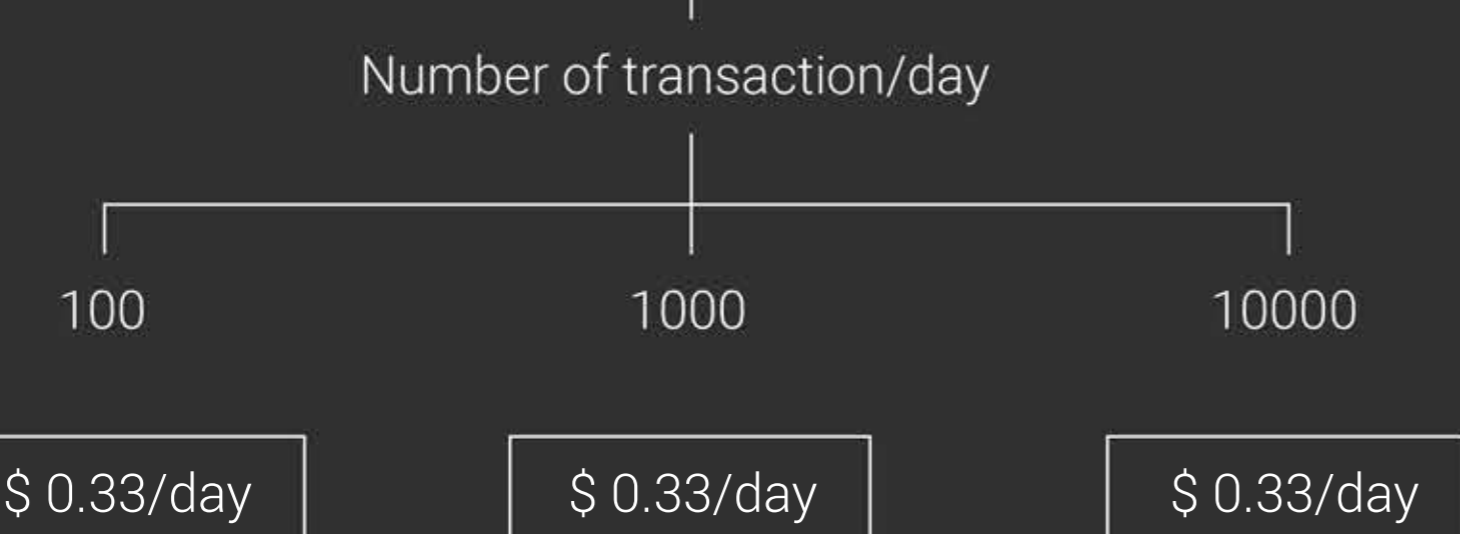 Number of transaction/day
100 1000 10000
$ 0.33/day $ 0.33/day $ 0.33/day